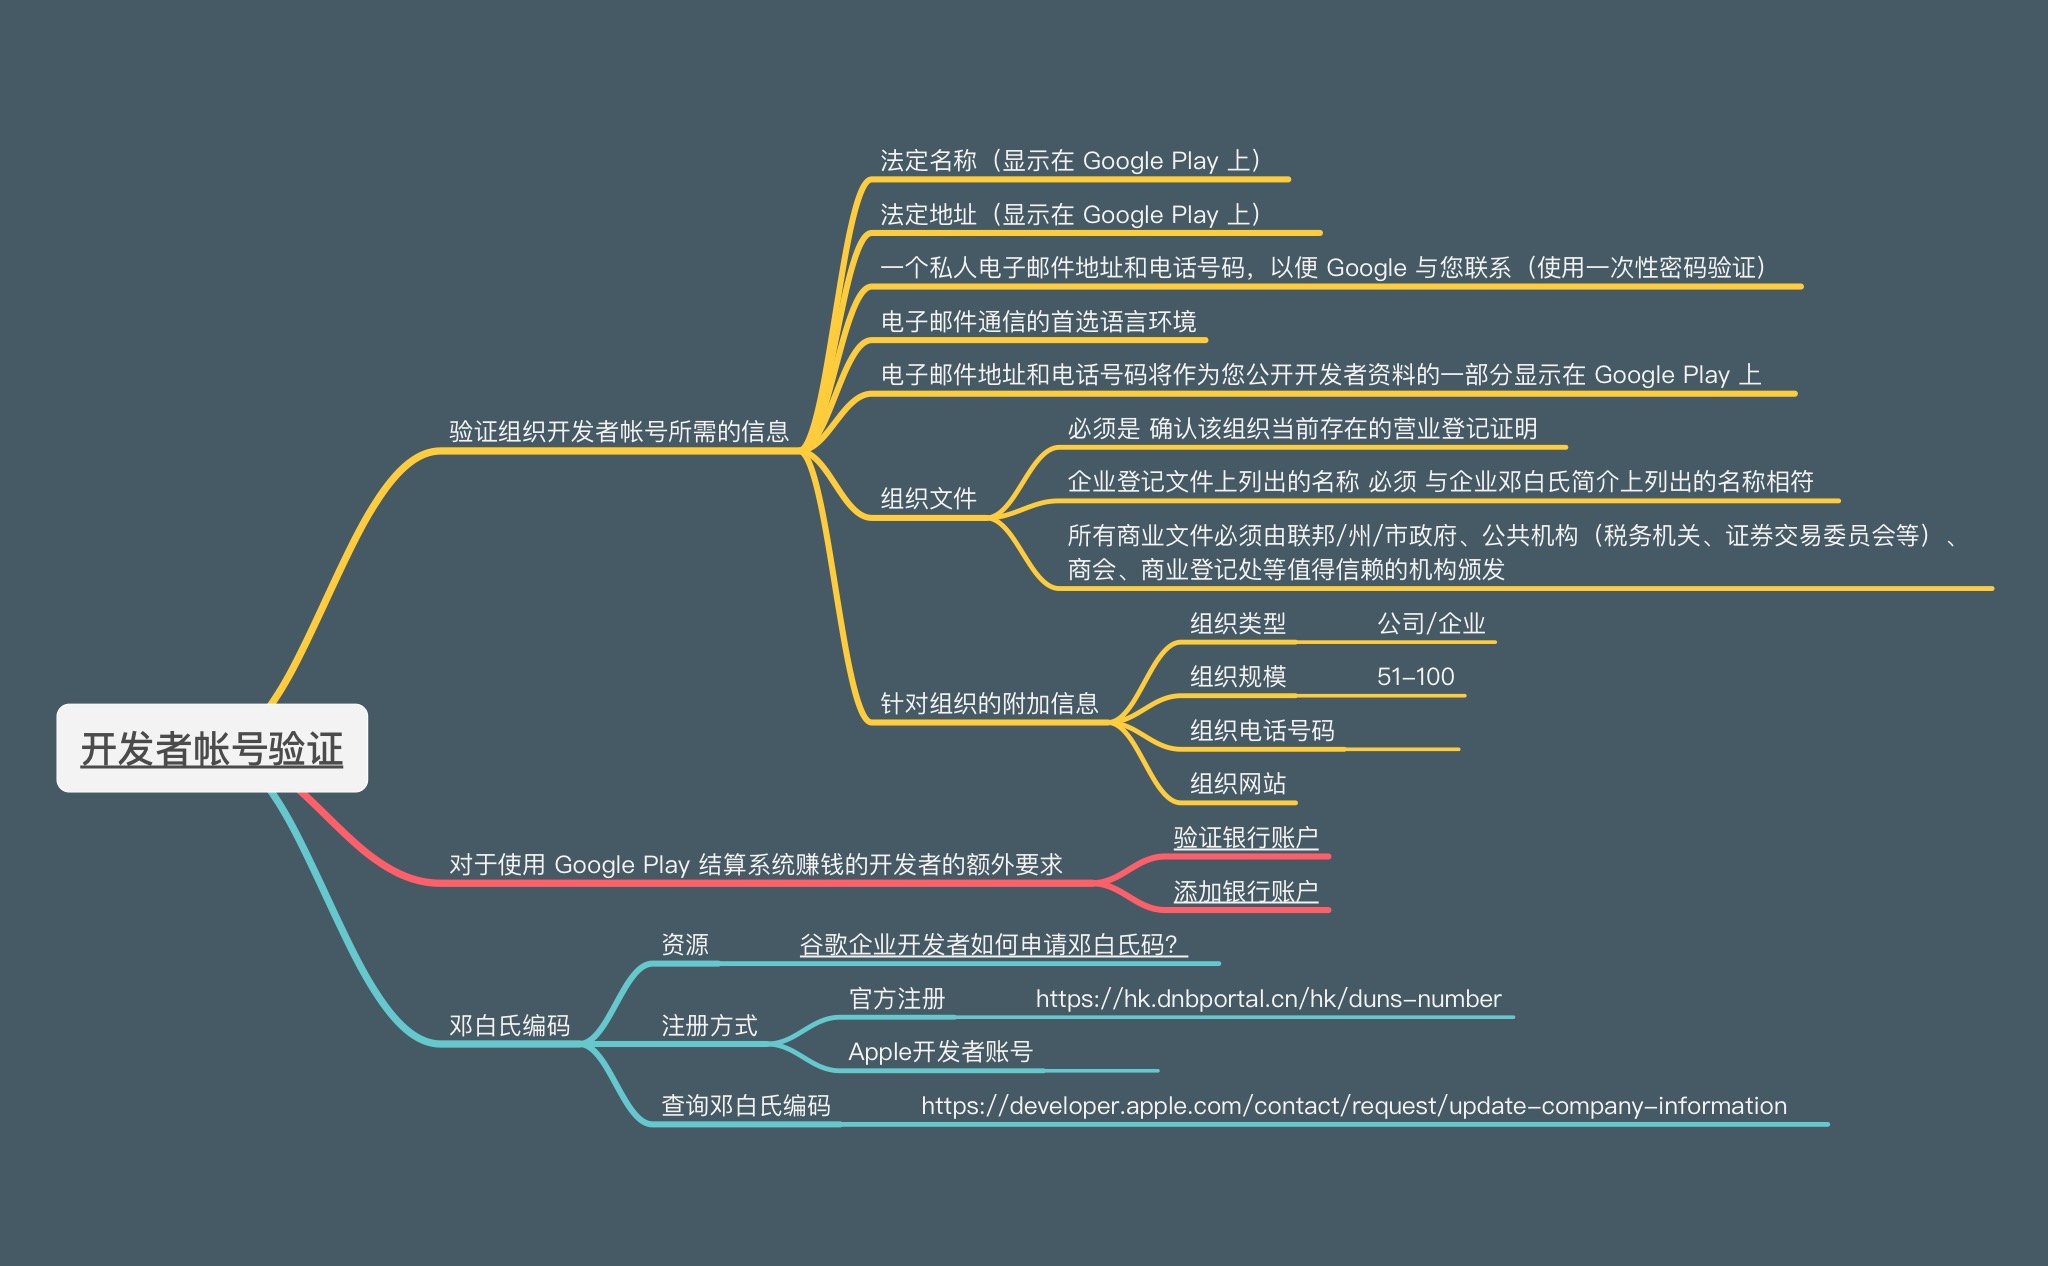 法定名称（显示在 Google Play 上）
法定地址（显示在 Google Play 上）
一个私人电子邮件地址和电话号码，以便 Google 与您联系（使用一次性密码验证）
电子邮件通信的首选语言环境
电子邮件地址和电话号码将作为您公开开发者资料的一部分显示在 Google Play 上
验证组织开发者帐号所需的信息
组织文件
必须是 确认该组织当前存在的营业登记证明
企业登记文件上列出的名称 必须 与企业邓白氏简介上列出的名称相符
所有商业文件必须由联邦/州/市政府、公共机构（税务机关、证券交易委员会等）、
商会、商业登记处等值得信赖的机构颁发
针对组织的附加信息
组织类型
公司/企业
组织规模
51-100
组织电话号码
组织网站
开发者帐号验证
对于使用 Google Play 结算系统赚钱的开发者的额外要求
验证银行账户
添加银行账户
邓白氏编码
资源
谷歌企业开发者如何申请邓白氏码？
注册方式
官方注册
https://hk.dnbportal.cn/hk/duns-number
Apple开发者账号
查询邓白氏编码
https://developer.apple.com/contact/request/update-company-information